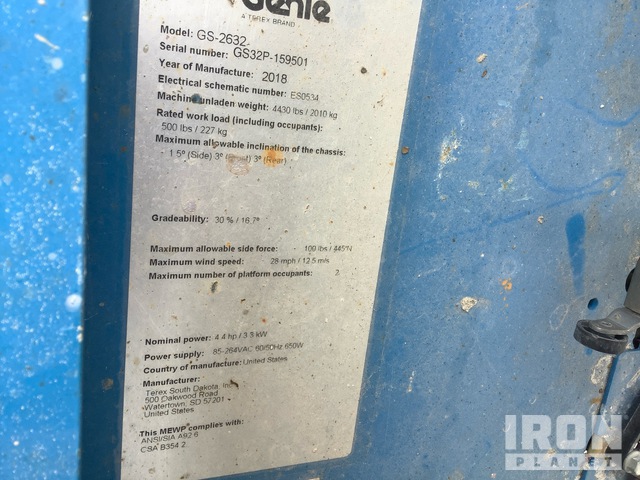 Genie
A TEREX BRAND
Model: GS-2632
Serial number: GS32P-159501
Year of Manufacture: 2018
Electrical schematic number: ES0534
Machine unladen weight: 4430 lbs / 2010 kg
Rated work load (including occupants):
500 lbs / 227 kg
Maximum allowable inclination of the chassis:
1.5° (Side) 3° (Front) 3° (Rear)
Gradeability: 30 % / 16.7°
Maximum allowable side force: 100 lbs / 445N
Maximum wind speed: 28 mph / 12.5 m/s
Maximum number of platform occupants: 2
Nominal power: 4.4 hp / 3.3 kW
Power supply: 85-264VAC 50/60Hz 650W
Country of manufacture: United States
Manufacturer:
Terex South Dakota, Inc
500 Oakwood Road
Watertown, SD 57201
United States
This MEWP complies with:
ANSI/SIA A92.6
CSA B354.2
IRON
PLANET